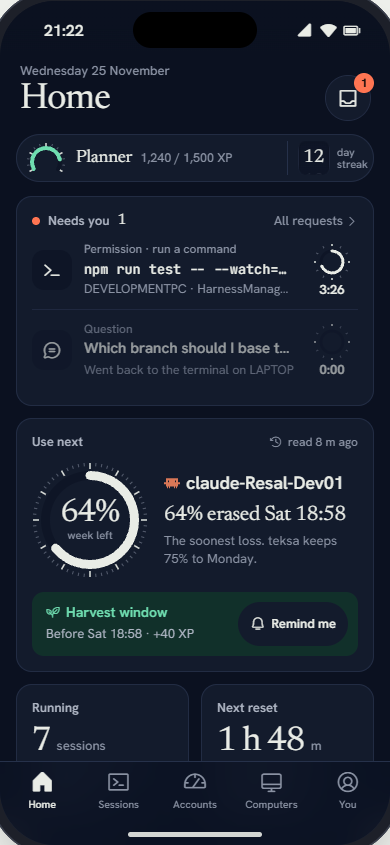 21:22
Wednesday 25 November
Home
1
Planner 1,240 / 1,500 XP
12 day streak
Needs you 1
All requests
Permission · run a command
npm run test -- --watch=…
DEVELOPMENTPC · HarnessManag…
3:26
Question
Which branch should I base t…
Went back to the terminal on LAPTOP
0:00
Use next
read 8 m ago
64%
week left
claude-Resal-Dev01
64% erased Sat 18:58
The soonest loss. teksa keeps
75% to Monday.
Harvest window
Before Sat 18:58 · +40 XP
Remind me
Running
7 sessions
Next reset
1 h 48 m
Home
Sessions
Accounts
Computers
You